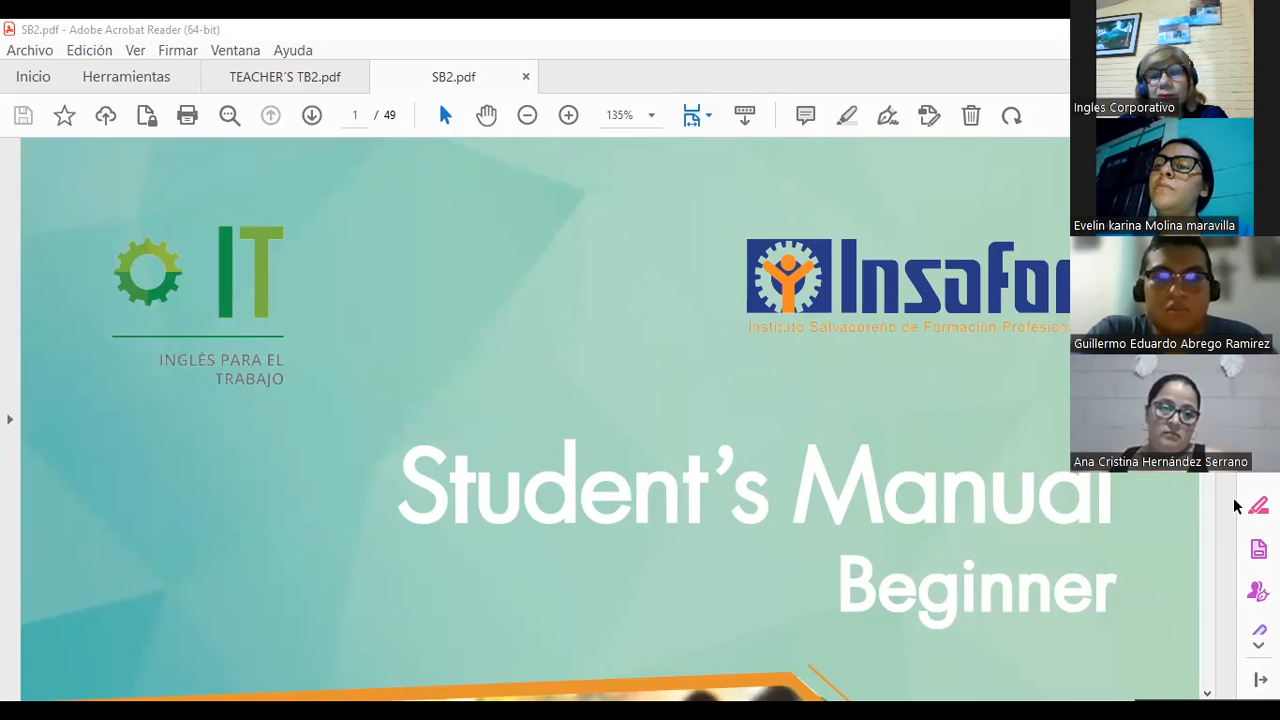 SB2.pdf - Adobe Acrobat Reader (64-bit)
Archivo Edición Ver Firmar Ventana Ayuda
Inicio Herramientas TEACHER´S TB2.pdf SB2.pdf ×
1 / 49 135%
IT
INGLÉS PARA EL
TRABAJO
Insafor
Instituto Salvadoreño de Formación Profesion
Student's Manual
Beginner
Ingles Corporativo
Evelin karina Molina maravilla
Guillermo Eduardo Abrego Ramirez
Ana Cristina Hernández Serrano